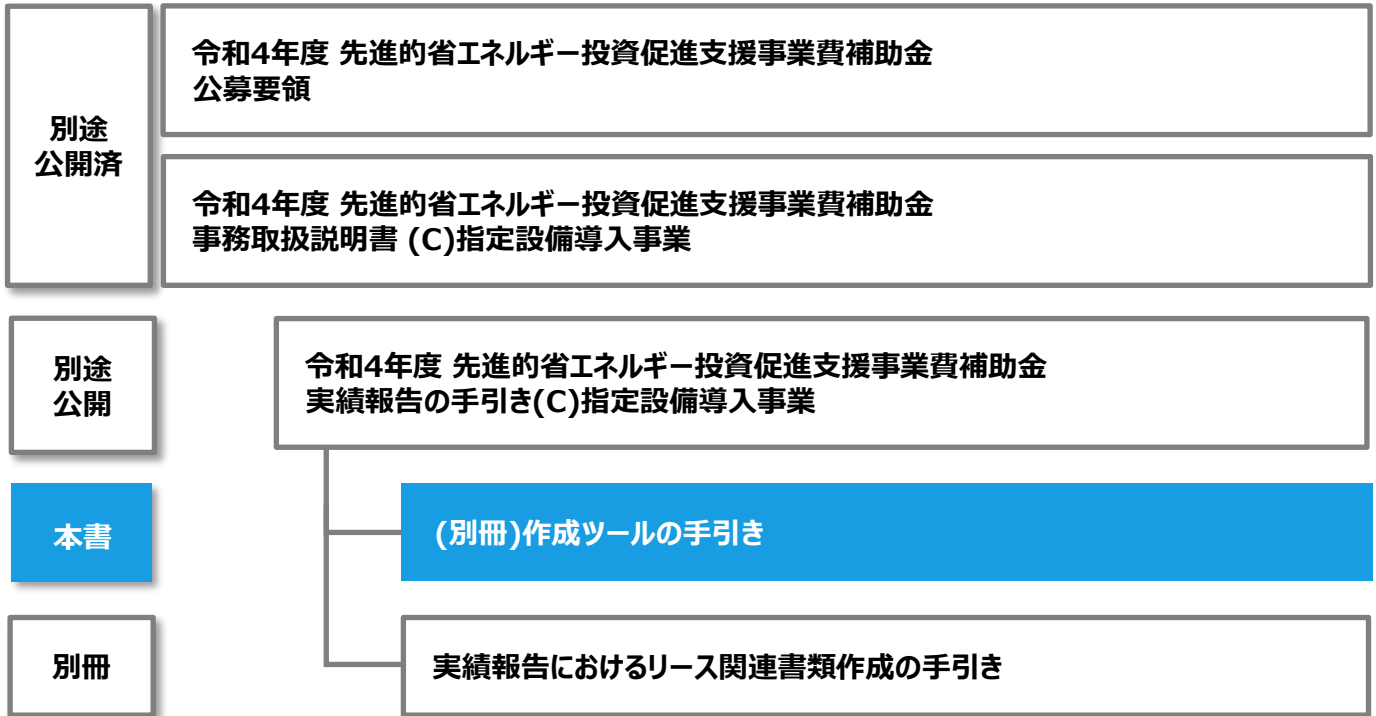 別途
公開済
令和4年度 先進的省エネルギー投資促進支援事業費補助金
公募要領
令和4年度 先進的省エネルギー投資促進支援事業費補助金
事務取扱説明書 (C)指定設備導入事業
別途
公開
令和4年度 先進的省エネルギー投資促進支援事業費補助金
実績報告の手引き(C)指定設備導入事業
本書
(別冊)作成ツールの手引き
別冊
実績報告におけるリース関連書類作成の手引き